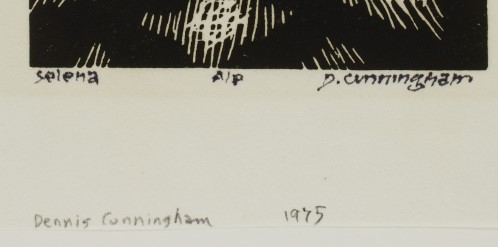 Selena A/P D. Cunningham
Dennis Cunningham 1975